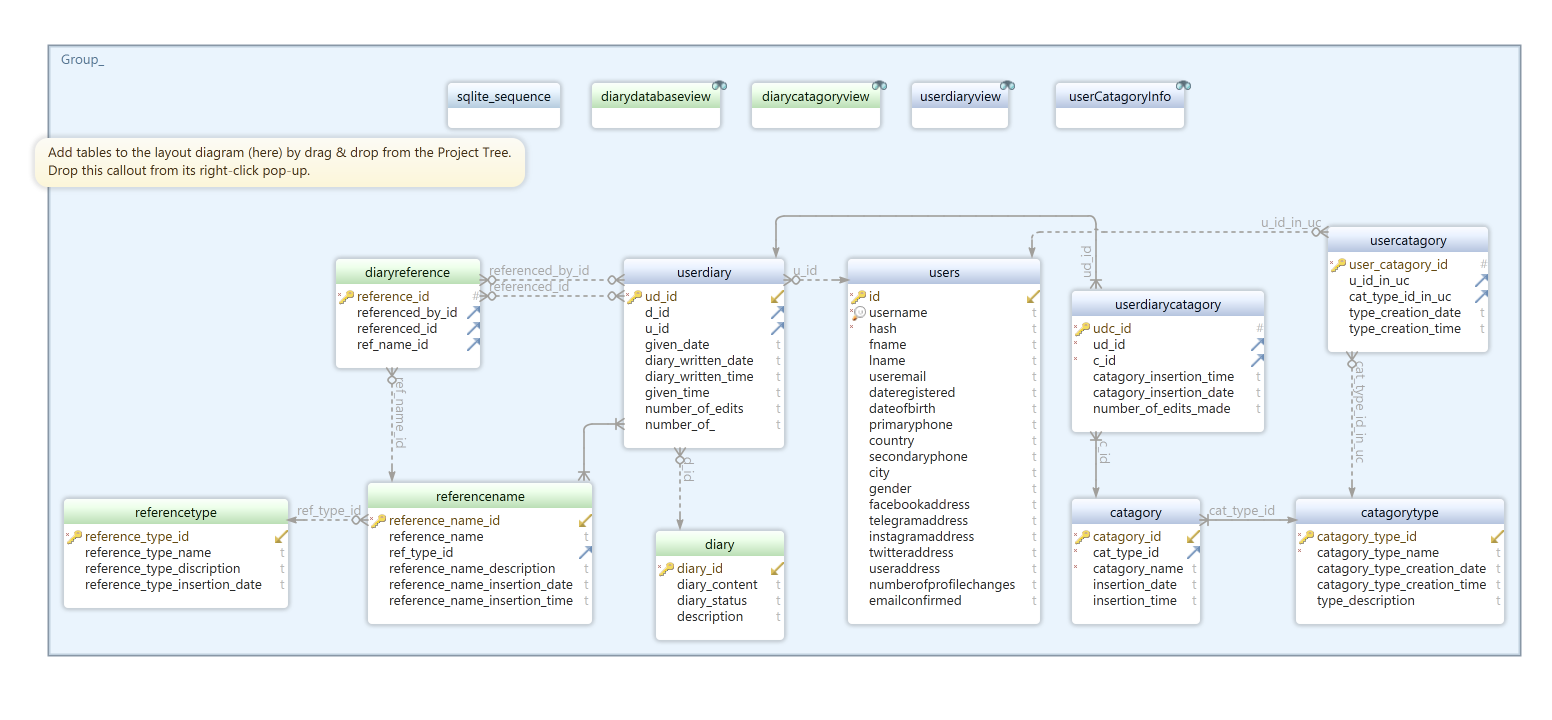 Group_
sqlite_sequence
diarydatabaseview
diarycatagoryview
userdiaryview
userCatagoryInfo
Add tables to the layout diagram (here) by drag & drop from the Project Tree.
Drop this callout from its right-click pop-up.
diaryreference
reference_id #
referenced_by_id
referenced_id
ref_name_id
referenced_by_id
referenced_id
userdiary
ud_id
d_id
u_id
given_date t
diary_written_date t
diary_written_time t
given_time t
number_of_edits t
number_of_ t
u_id
users
id
username t
hash t
fname t
lname t
useremail t
dateregistered t
dateofbirth t
primaryphone t
country t
secondaryphone t
city t
gender t
facebookaddress t
telegramaddress t
instagramaddress t
twitteraddress t
useraddress t
numberofprofilechanges t
emailconfirmed t
ud_id
userdiarycatagory
udc_id #
ud_id
c_id
catagory_insertion_time t
catagory_insertion_date t
number_of_edits_made t
u_id_in_uc
usercatagory
user_catagory_id #
u_id_in_uc
cat_type_id_in_uc
type_creation_date t
type_creation_time t
ref_name_id
d_id
c_id
cat_type_id_in_uc
referencetype
reference_type_id
reference_type_name t
reference_type_discription t
reference_type_insertion_date t
ref_type_id
referencename
reference_name_id
reference_name t
ref_type_id
reference_name_description t
reference_name_insertion_date t
reference_name_insertion_time t
diary
diary_id
diary_content t
diary_status t
description t
catagory
catagory_id
cat_type_id
catagory_name t
insertion_date t
insertion_time t
cat_type_id
catagorytype
catagory_type_id
catagory_type_name t
catagory_type_creation_date t
catagory_type_creation_time t
type_description t